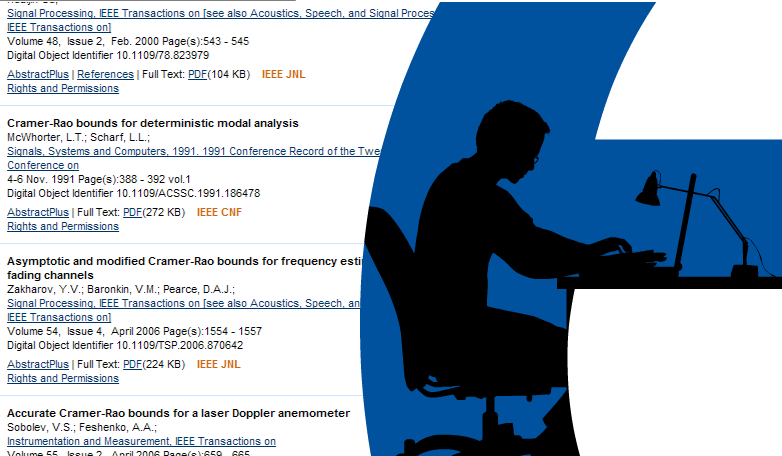 Signal Processing, IEEE Transactions on [see also Acoustics, Speech, and Signal Proces
IEEE Transactions on]
Volume 48, Issue 2, Feb. 2000 Page(s):543 - 545
Digital Object Identifier 10.1109/78.823979
AbstractPlus | References | Full Text: PDF(104 KB) IEEE JNL
Rights and Permissions
Cramer-Rao bounds for deterministic modal analysis
McWhorter, L.T.; Scharf, L.L.;
Signals, Systems and Computers, 1991. 1991 Conference Record of the Twe
Conference on
4-6 Nov. 1991 Page(s):388 - 392 vol.1
Digital Object Identifier 10.1109/ACSSC.1991.186478
AbstractPlus | Full Text: PDF(272 KB) IEEE CNF
Rights and Permissions
Asymptotic and modified Cramer-Rao bounds for frequency esti
fading channels
Zakharov, Y.V.; Baronkin, V.M.; Pearce, D.A.J.;
Signal Processing, IEEE Transactions on [see also Acoustics, Speech, an
IEEE Transactions on]
Volume 54, Issue 4, April 2006 Page(s):1554 - 1557
Digital Object Identifier 10.1109/TSP.2006.870642
AbstractPlus | Full Text: PDF(224 KB) IEEE JNL
Rights and Permissions
Accurate Cramer-Rao bounds for a laser Doppler anemometer
Sobolev, V.S.; Feshenko, A.A.;
Instrumentation and Measurement, IEEE Transactions on
Volume 55, Issue 2, April 2006 Page(s):659 - 665